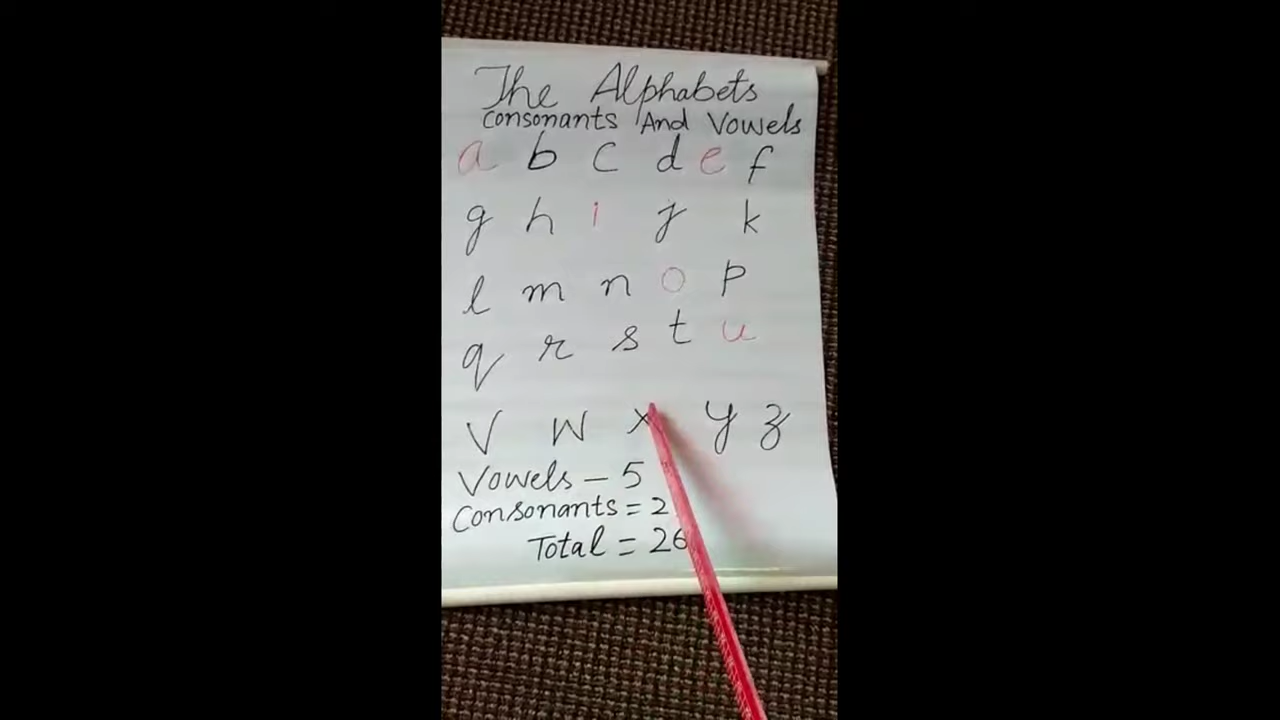 The Alphabets
Consonants And Vowels
a b c d e f
g h i j k
l m n o p
q r s t u
v w x y z
Vowels – 5
Consonants = 2
Total = 26